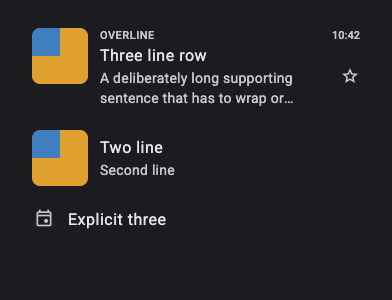 OVERLINE 10:42
Three line row
A deliberately long supporting
sentence that has to wrap or…
Two line
Second line
Explicit three